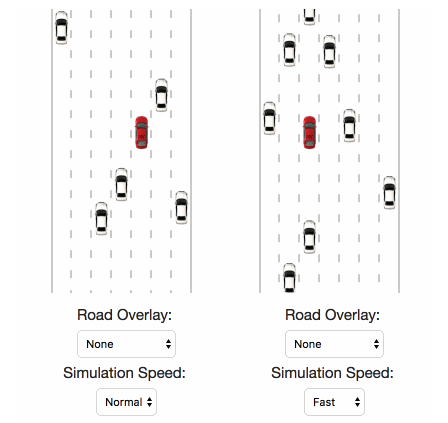 Road Overlay:
None
Simulation Speed:
Normal
Road Overlay:
None
Simulation Speed:
Fast